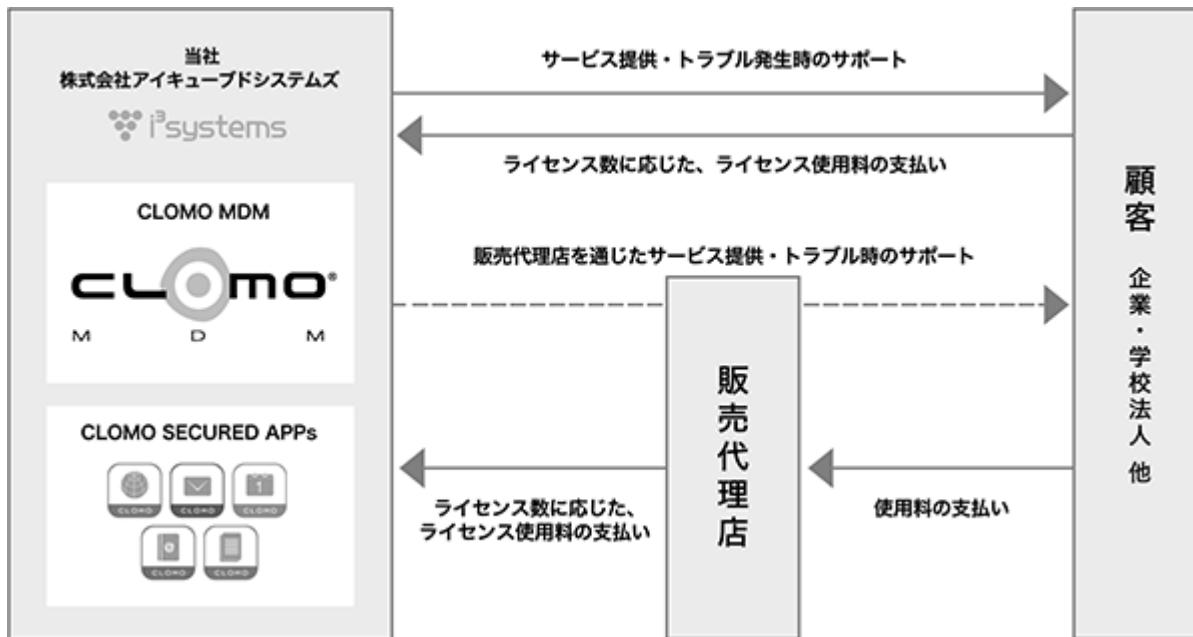 当社
株式会社アイキューブドシステムズ
i³systems
CLOMO MDM
CLOMO®
M D M
CLOMO SECURED APPs
CLOMO
CLOMO
1
CLOMO
CLOMO
CLOMO
サービス提供・トラブル発生時のサポート
ライセンス数に応じた、ライセンス使用料の支払い
販売代理店を通じたサービス提供・トラブル時のサポート
販売代理店
ライセンス数に応じた、
ライセンス使用料の支払い
使用料の支払い
顧客 企業・学校法人 他